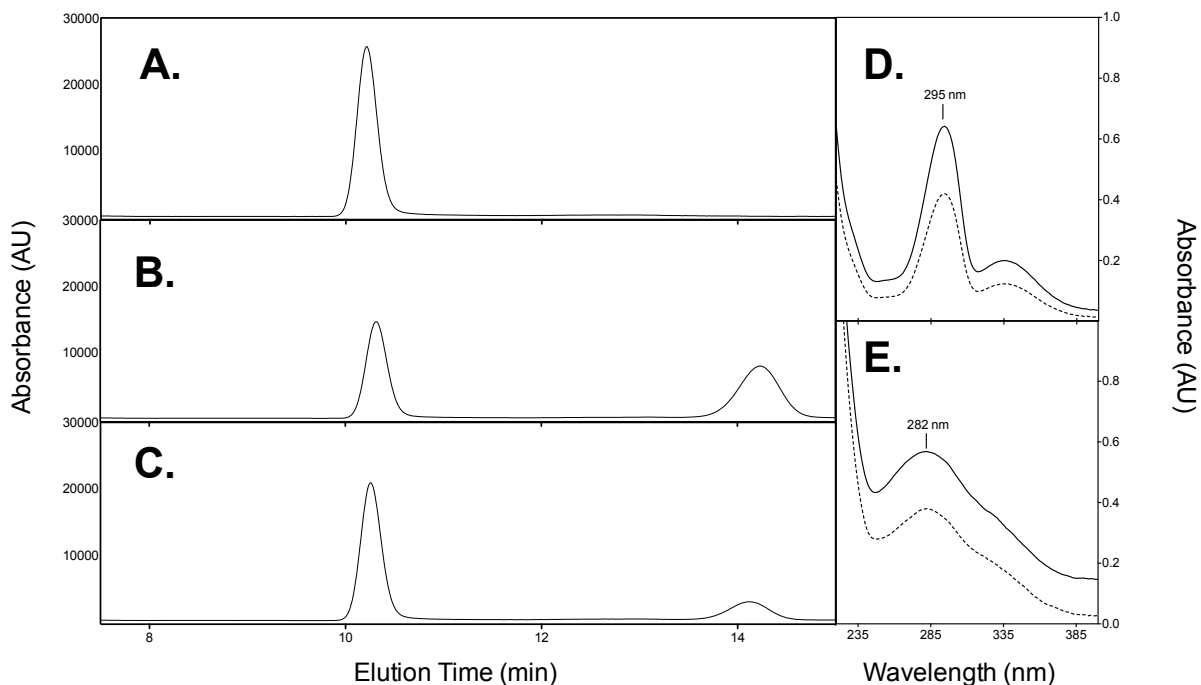 Absorbance (AU)
30000
20000
10000
A.
30000
20000
10000
B.
30000
20000
10000
C.
8
10
12
14
Elution Time (min)
D.
295 nm
1.0
0.8
0.6
0.4
0.2
E.
282 nm
0.8
0.6
0.4
0.2
0.0
235
285
335
385
Wavelength (nm)
Absorbance (AU)